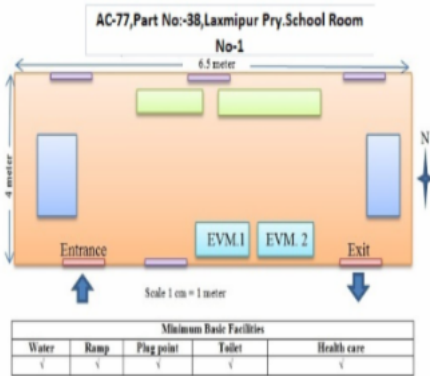 AC-77,Part No:-38,Laxmipur Pry.School Room
No-1
6.5 meter
4 meter
N
EVM.1 EVM. 2
Entrance Exit
Scale 1 cm = 1 meter
Minimum Basic Facilities
Water Ramp Plug point Toilet Health care
√ √ √ √ √